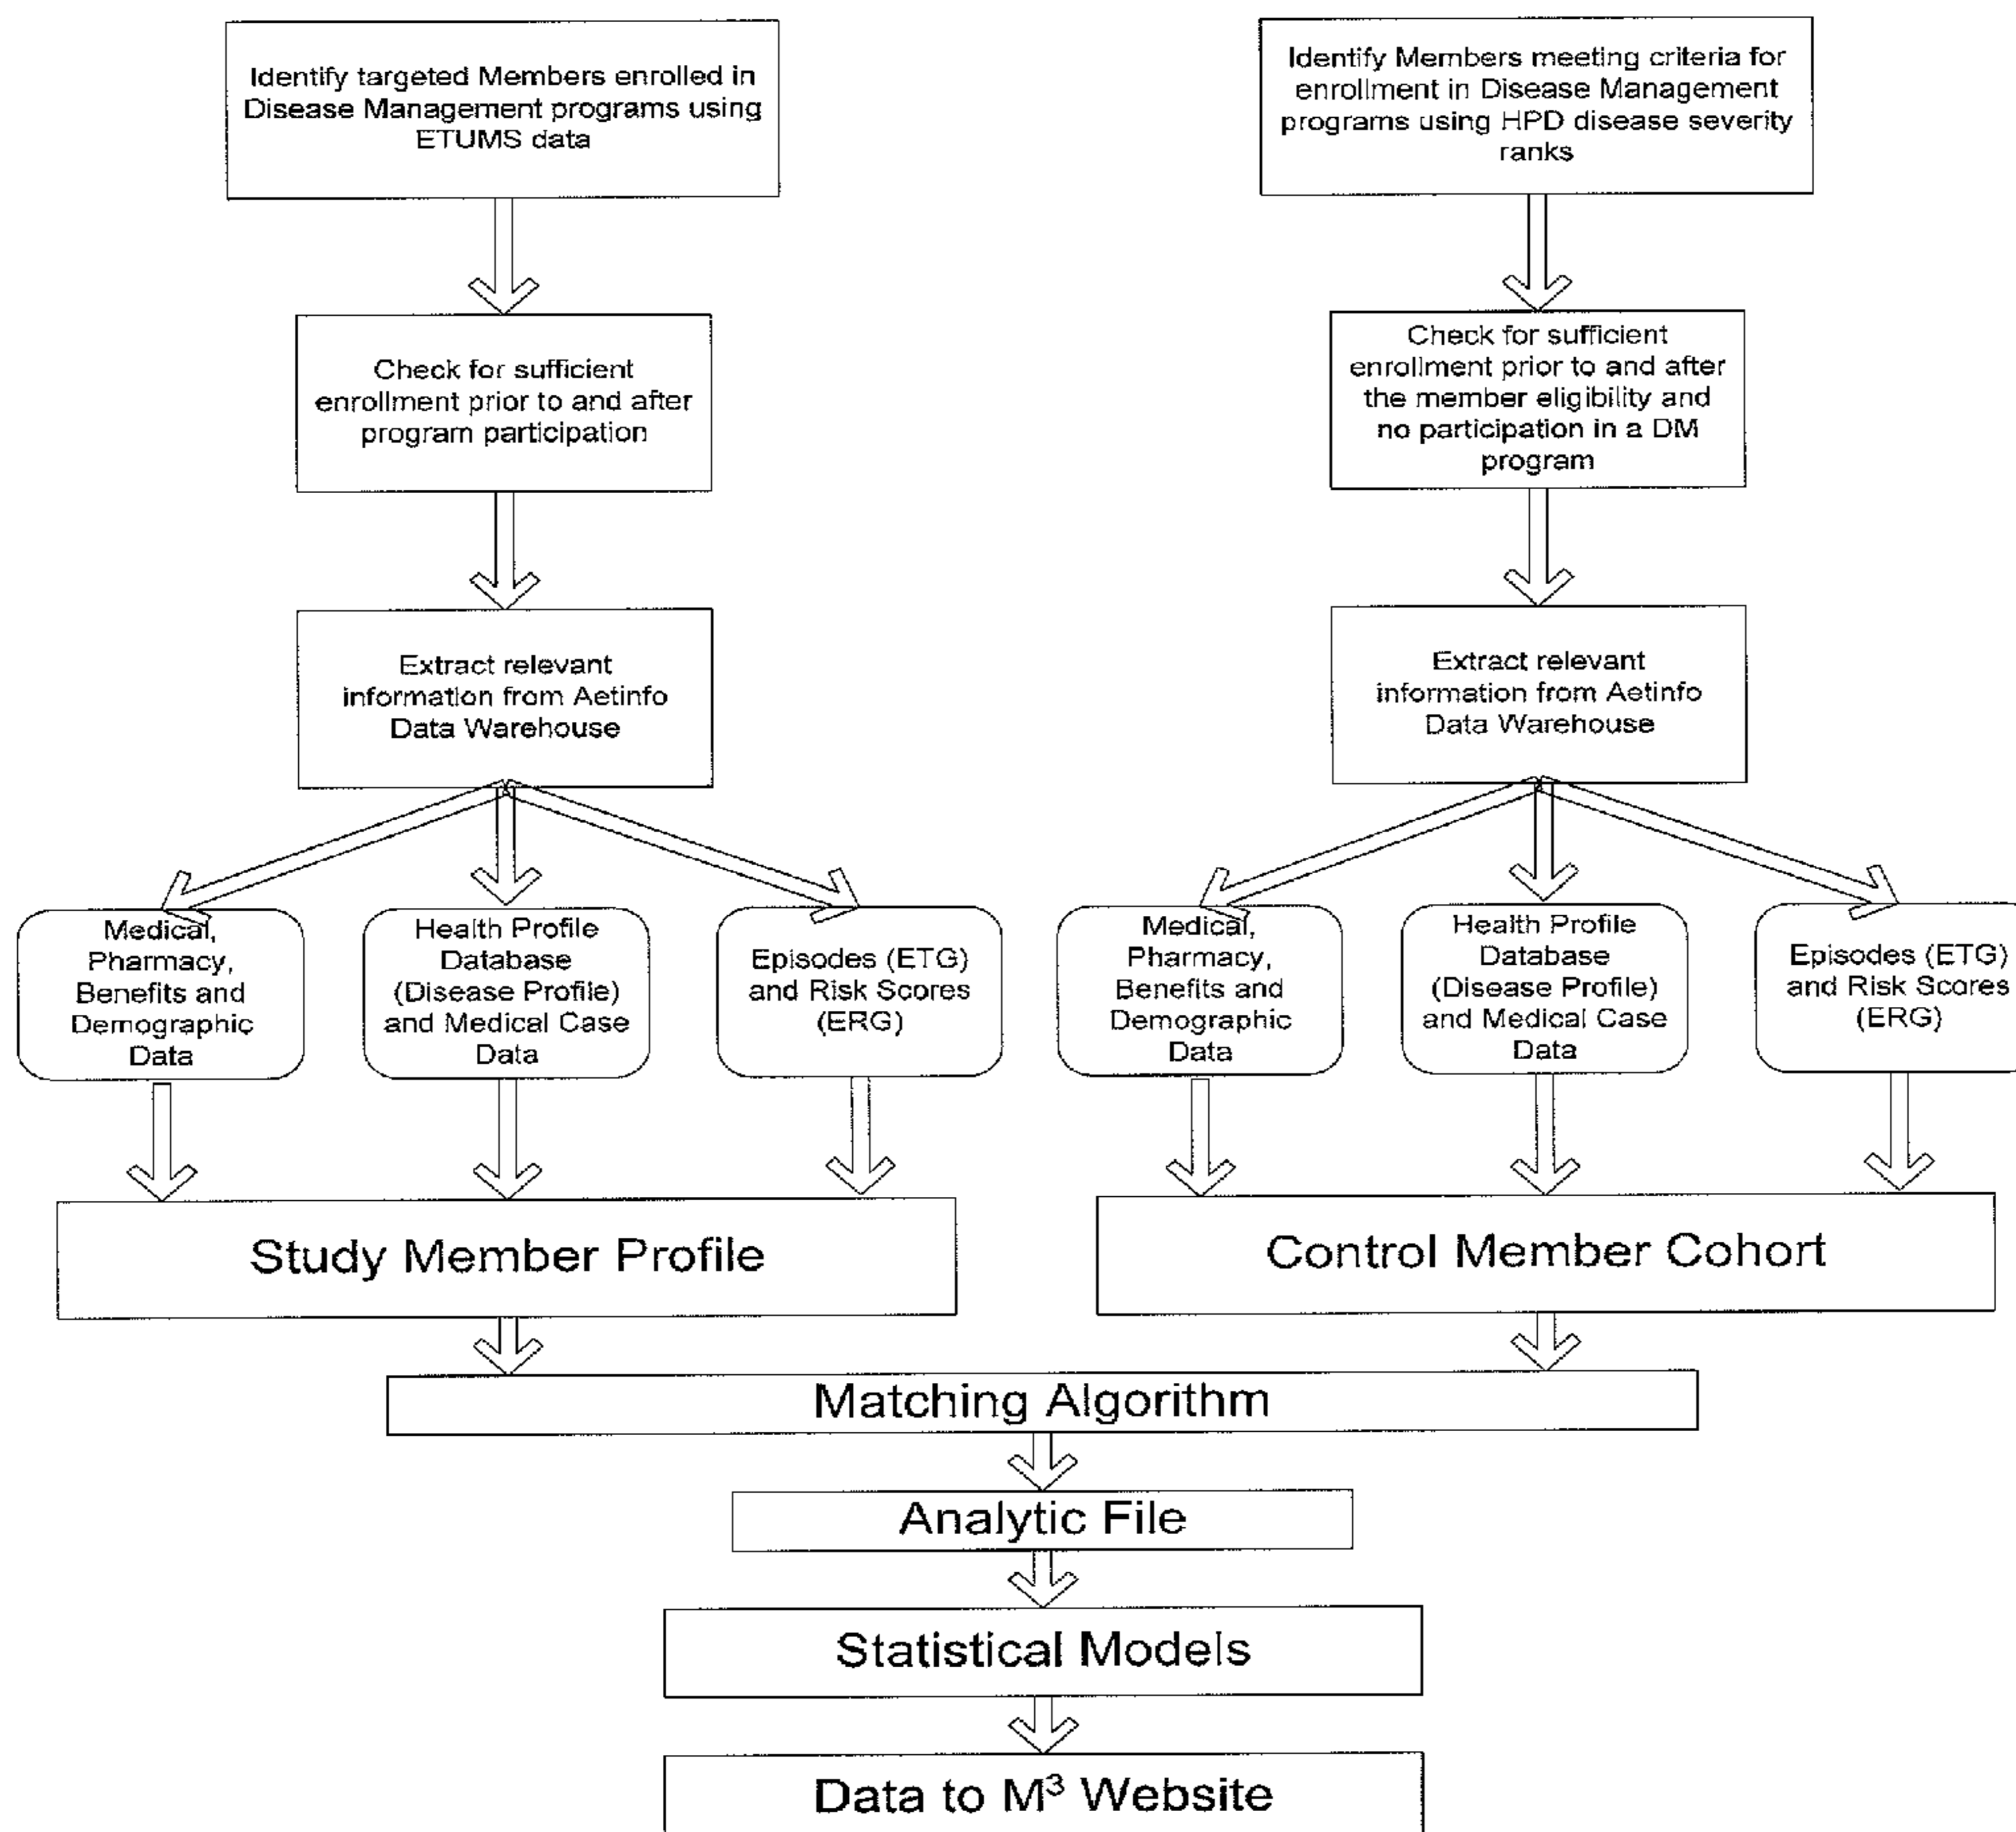 Identify targeted Members enrolled in
Disease Management programs using
ETUMS data
Identify Members meeting criteria for
enrollment in Disease Management
programs using HPD disease severity
ranks
Check for sufficient
enrollment prior to and after
program participation
Check for sufficient
enrollment prior to and after
the member eligibility and
no participation in a DM
program
Extract relevant
information from Aetinfo
Data Warehouse
Extract relevant
information from Aetinfo
Data Warehouse
Medical,
Pharmacy,
Benefits and
Demographic
Data
Health Profile
Database
(Disease Profile)
and Medical Case
Data
Episodes (ETG)
and Risk Scores
(ERG)
Medical,
Pharmacy,
Benefits and
Demographic
Data
Health Profile
Database
(Disease Profile)
and Medical Case
Data
Episodes (ETG)
and Risk Scores
(ERG)
Study Member Profile
Control Member Cohort
Matching Algorithm
Analytic File
Statistical Models
Data to M³ Website